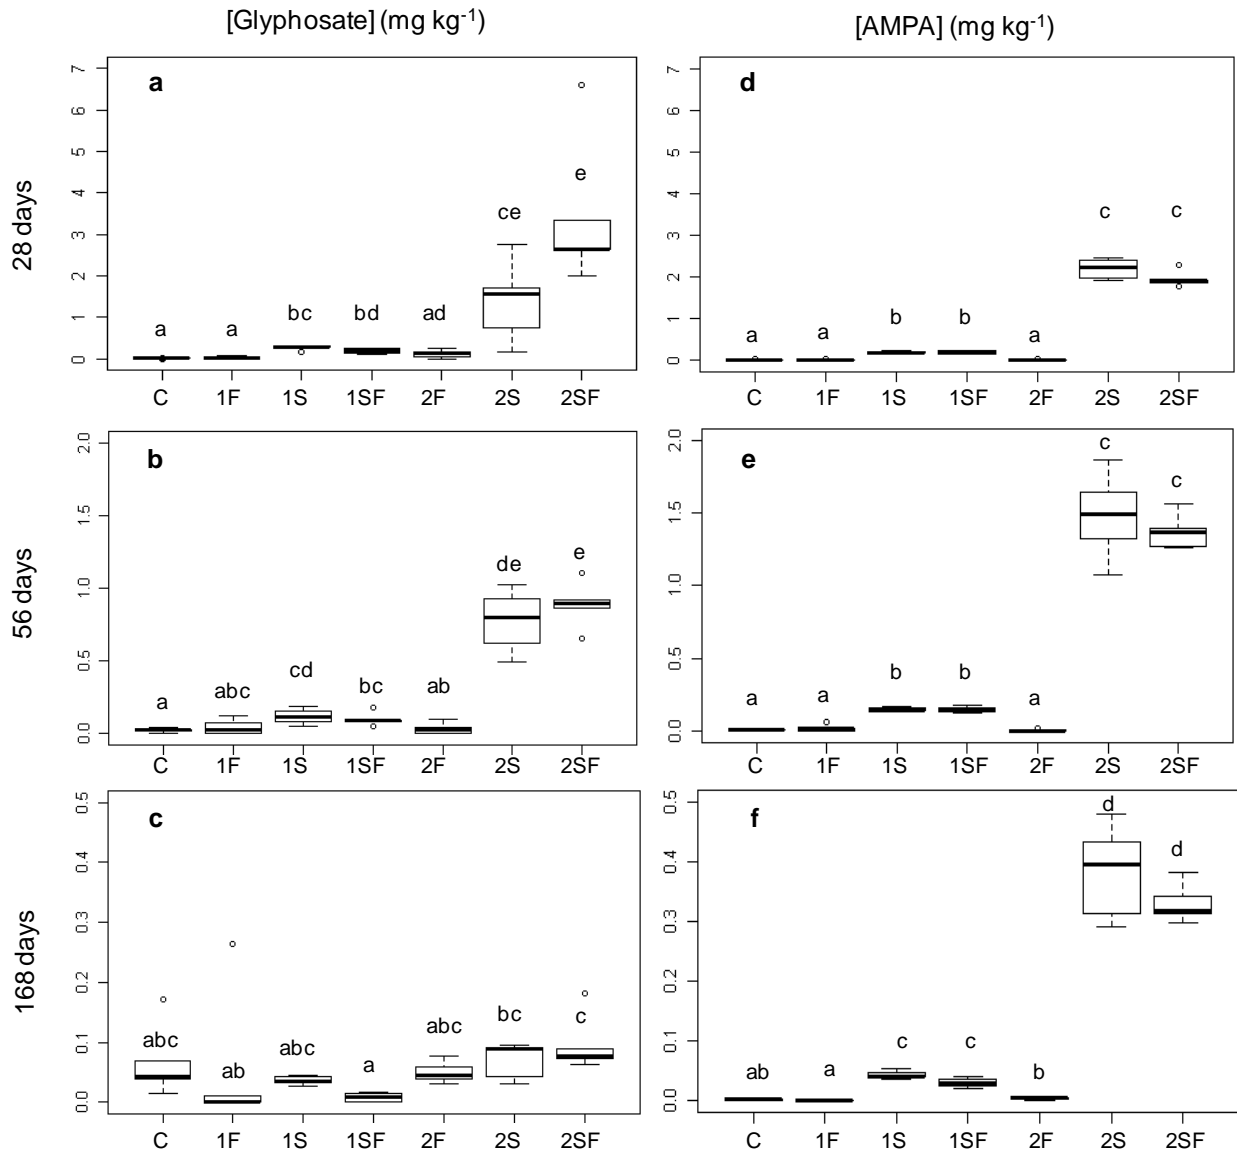 [Glyphosate] (mg kg-1) [AMPA] (mg kg-1)
28 days
a
7
6
5
4
3
2
1
0
a a bc bd ad ce e
C 1F 1S 1SF 2F 2S 2SF
d
7
6
5
4
3
2
1
0
a a b b a c c
C 1F 1S 1SF 2F 2S 2SF
56 days
b
2.0
1.5
1.0
0.5
0.0
a abc cd bc ab de e
C 1F 1S 1SF 2F 2S 2SF
e
2.0
1.5
1.0
0.5
0.0
a a b b a c c
C 1F 1S 1SF 2F 2S 2SF
168 days
c
0.5
0.4
0.3
0.2
0.1
0.0
abc ab abc a abc bc c
C 1F 1S 1SF 2F 2S 2SF
f
0.5
0.4
0.3
0.2
0.1
0.0
ab a c c b d d
C 1F 1S 1SF 2F 2S 2SF